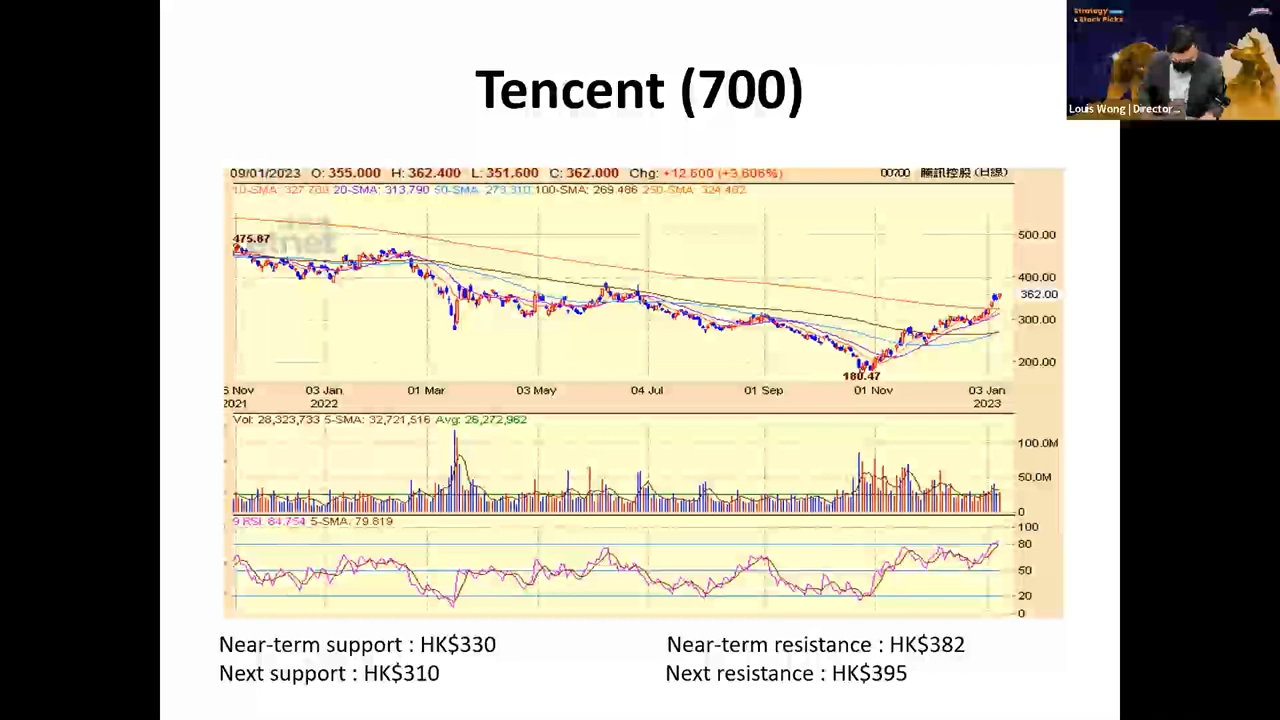 Strategy
& Stock Picks
Louis Wong | Director ...
Tencent (700)
09/01/2023 O: 355.000 H: 362.400 L: 351.600 C: 362.000 Chg: +12.600 (+3.606%) 00700 騰訊控股 (日線)
10-SMA: 327.788 20-SMA: 313.790 50-SMA: 273.310 100-SMA: 269.486 250-SMA: 324.482
etnet
475.87
180.47
500.00
400.00
362.00
300.00
200.00
Nov 03 Jan 01 Mar 03 May 04 Jul 01 Sep 01 Nov 03 Jan
2021 2022 2023
Vol: 28,323,733 5-SMA: 32,721,516 Avg: 26,272,962
100.0M
50.0M
0
9 RSI: 84.754 5-SMA: 79.819
100
80
50
20
0
Near-term support : HK$330 Near-term resistance : HK$382
Next support : HK$310 Next resistance : HK$395